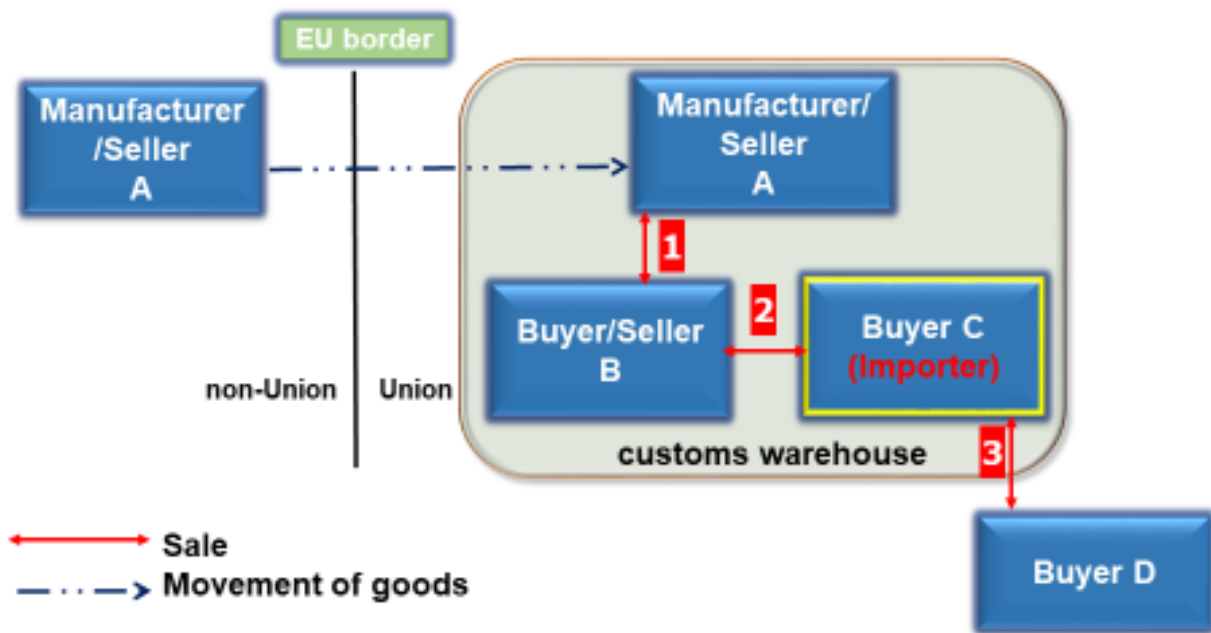 EU border
Manufacturer
/Seller
A
Manufacturer/
Seller
A
1
Buyer/Seller
B
2
Buyer C
(Importer)
non-Union
Union
customs warehouse
3
Sale
Movement of goods
Buyer D